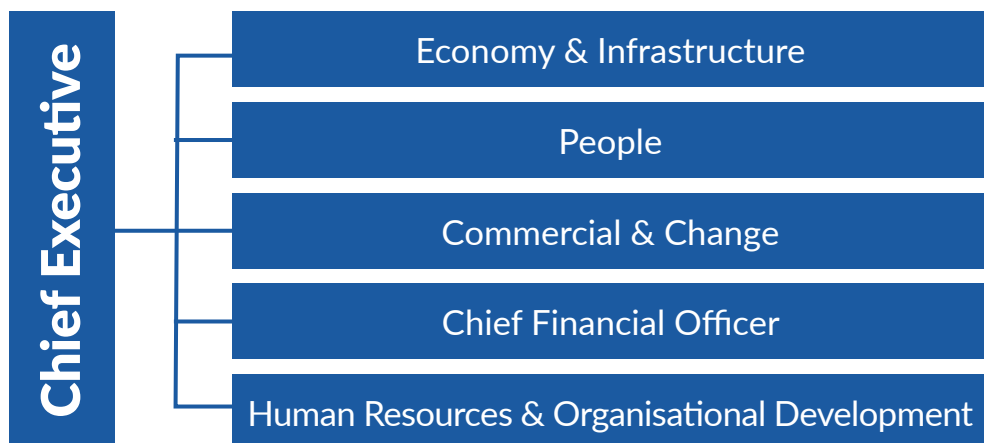 Chief Executive
Economy & Infrastructure
People
Commercial & Change
Chief Financial Officer
Human Resources & Organisational Development